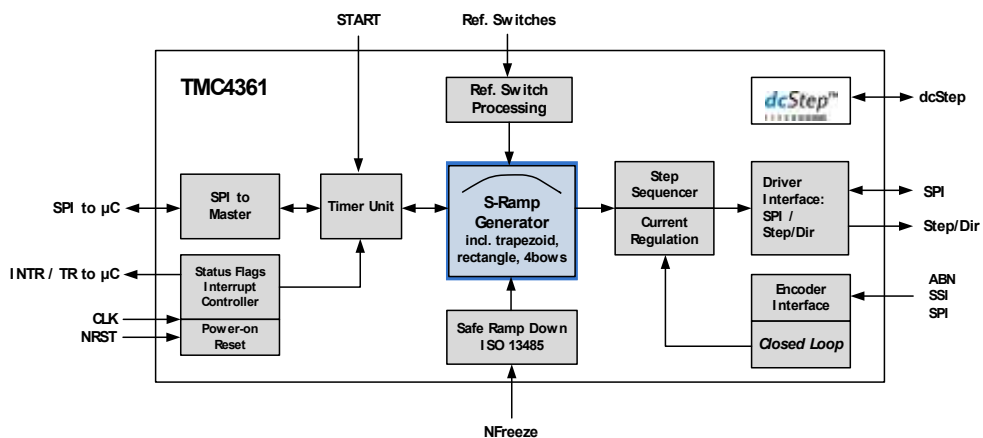 START
Ref. Switches
TMC4361
Ref. Switch
Processing
dcStep™
dcStep
SPI to µC
SPI to
Master
Timer Unit
S-Ramp
Generator
incl. trapezoid,
rectangle, 4bows
Step
Sequencer
Current
Regulation
Driver
Interface:
SPI /
Step/Dir
SPI
Step/Dir
INTR / TR to µC
Status Flags
Interrupt
Controller
CLK
NRST
Power-on
Reset
Safe Ramp Down
ISO 13485
Encoder
Interface
Closed Loop
ABN
SSI
SPI
NFreeze